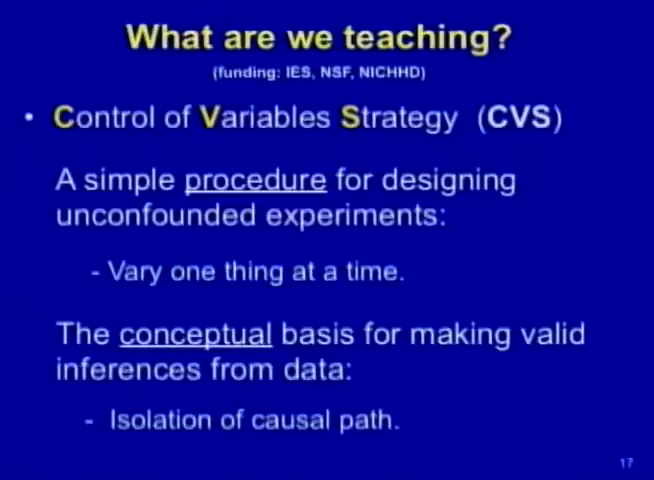 What are we teaching?
(funding: IES, NSF, NICHHD)
• Control of Variables Strategy (CVS)
A simple procedure for designing
unconfounded experiments:
- Vary one thing at a time.
The conceptual basis for making valid
inferences from data:
- Isolation of causal path.
17